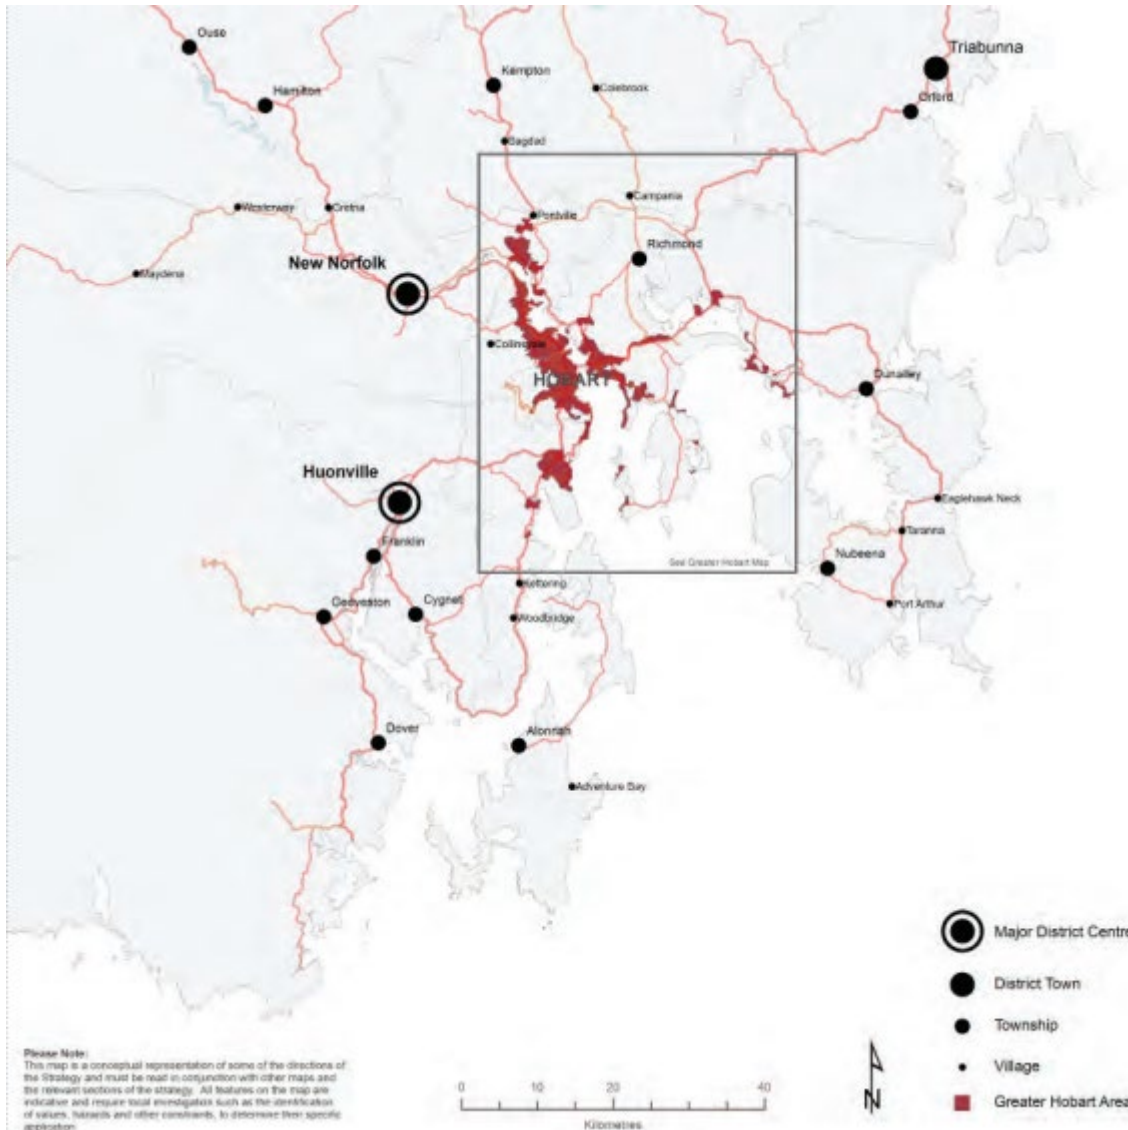 Ouse
Triabunna
Kempton
Hamilton
Colebrook
Orford
Bagdad
Campania
Westerway
Gretna
Pontville
Richmond
New Norfolk
Maydena
Collinsvale
HOBART
Dunalley
Huonville
Eaglehawk Neck
Taranna
Franklin
Nubeena
See Greater Hobart Map
Kettering
Geeveston
Cygnet
Port Arthur
Woodbridge
Dover
Alonnah
Adventure Bay
Major District Centre
District Town
Township
Village
Greater Hobart Area
Please Note:
This map is a conceptual representation of some of the directions of
the Strategy and must be read in conjunction with other maps and
the relevant sections of the strategy. All features on the map are
indicative and require local investigation such as the identification
of values, hazards and other constraints, to determine their specific
application.
0 10 20 40
Kilometres
N